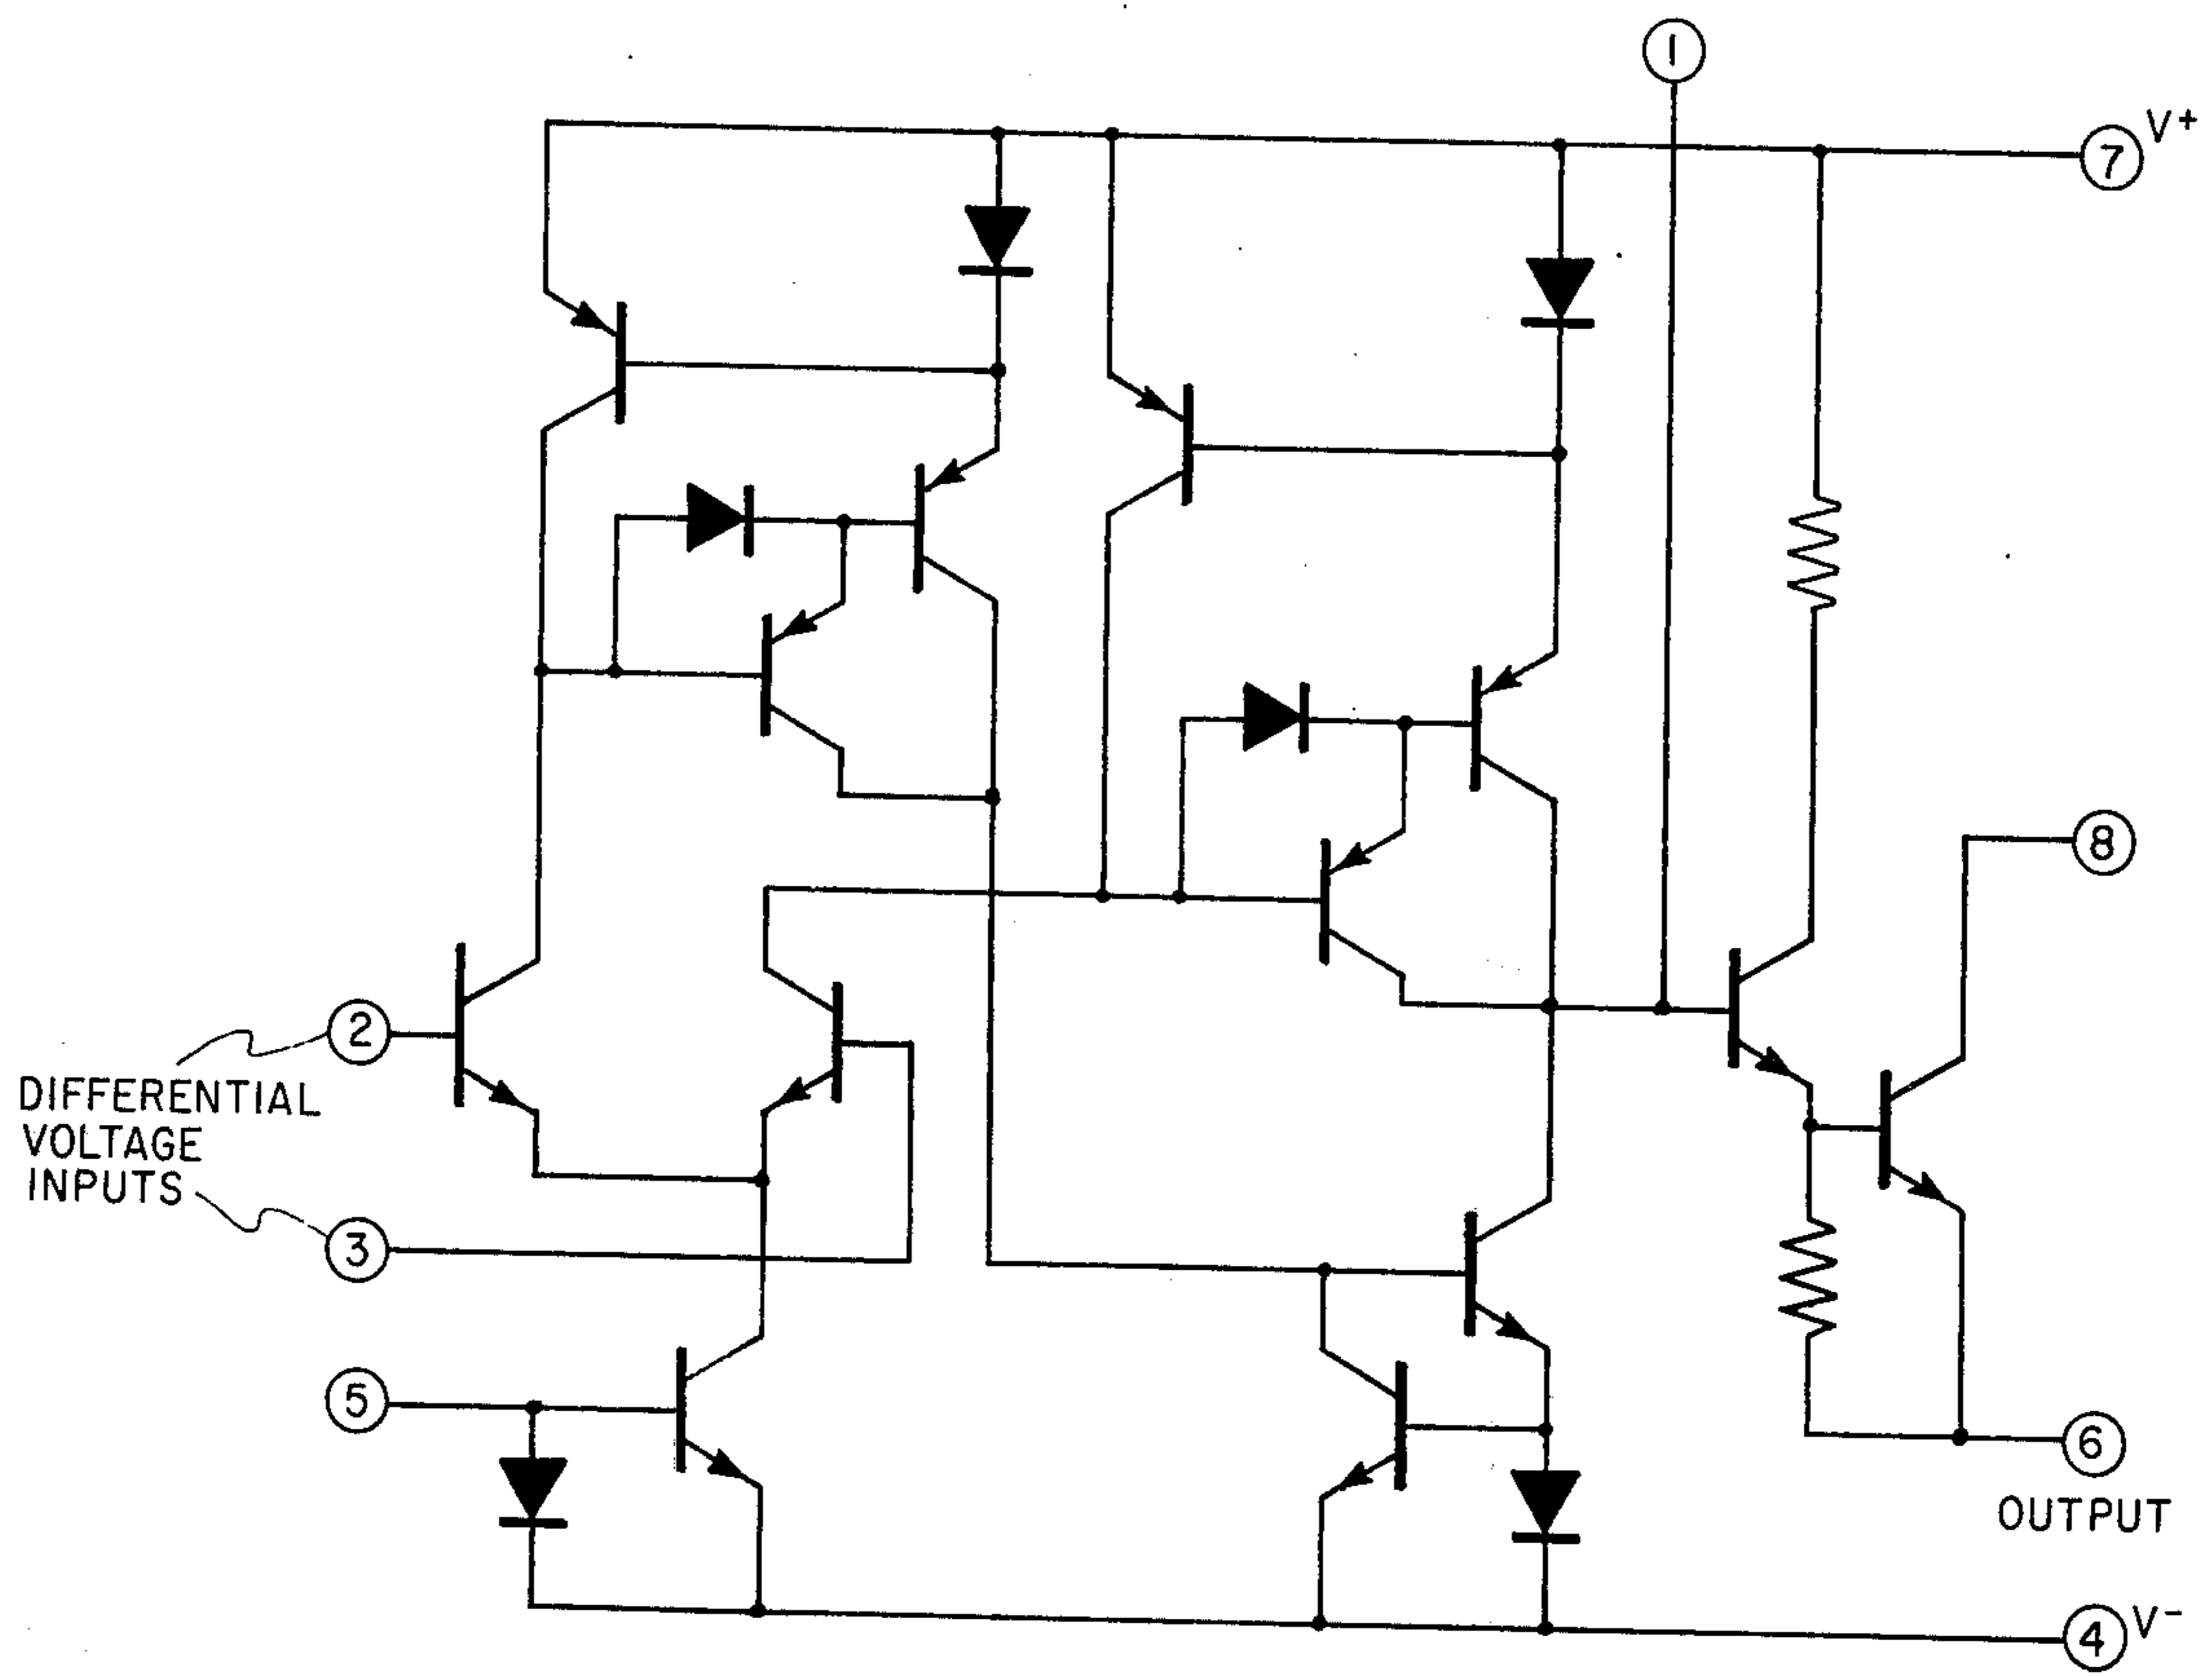 1
V+
7
8
2
DIFFERENTIAL
VOLTAGE
INPUTS
3
5
6
OUTPUT
4
V-